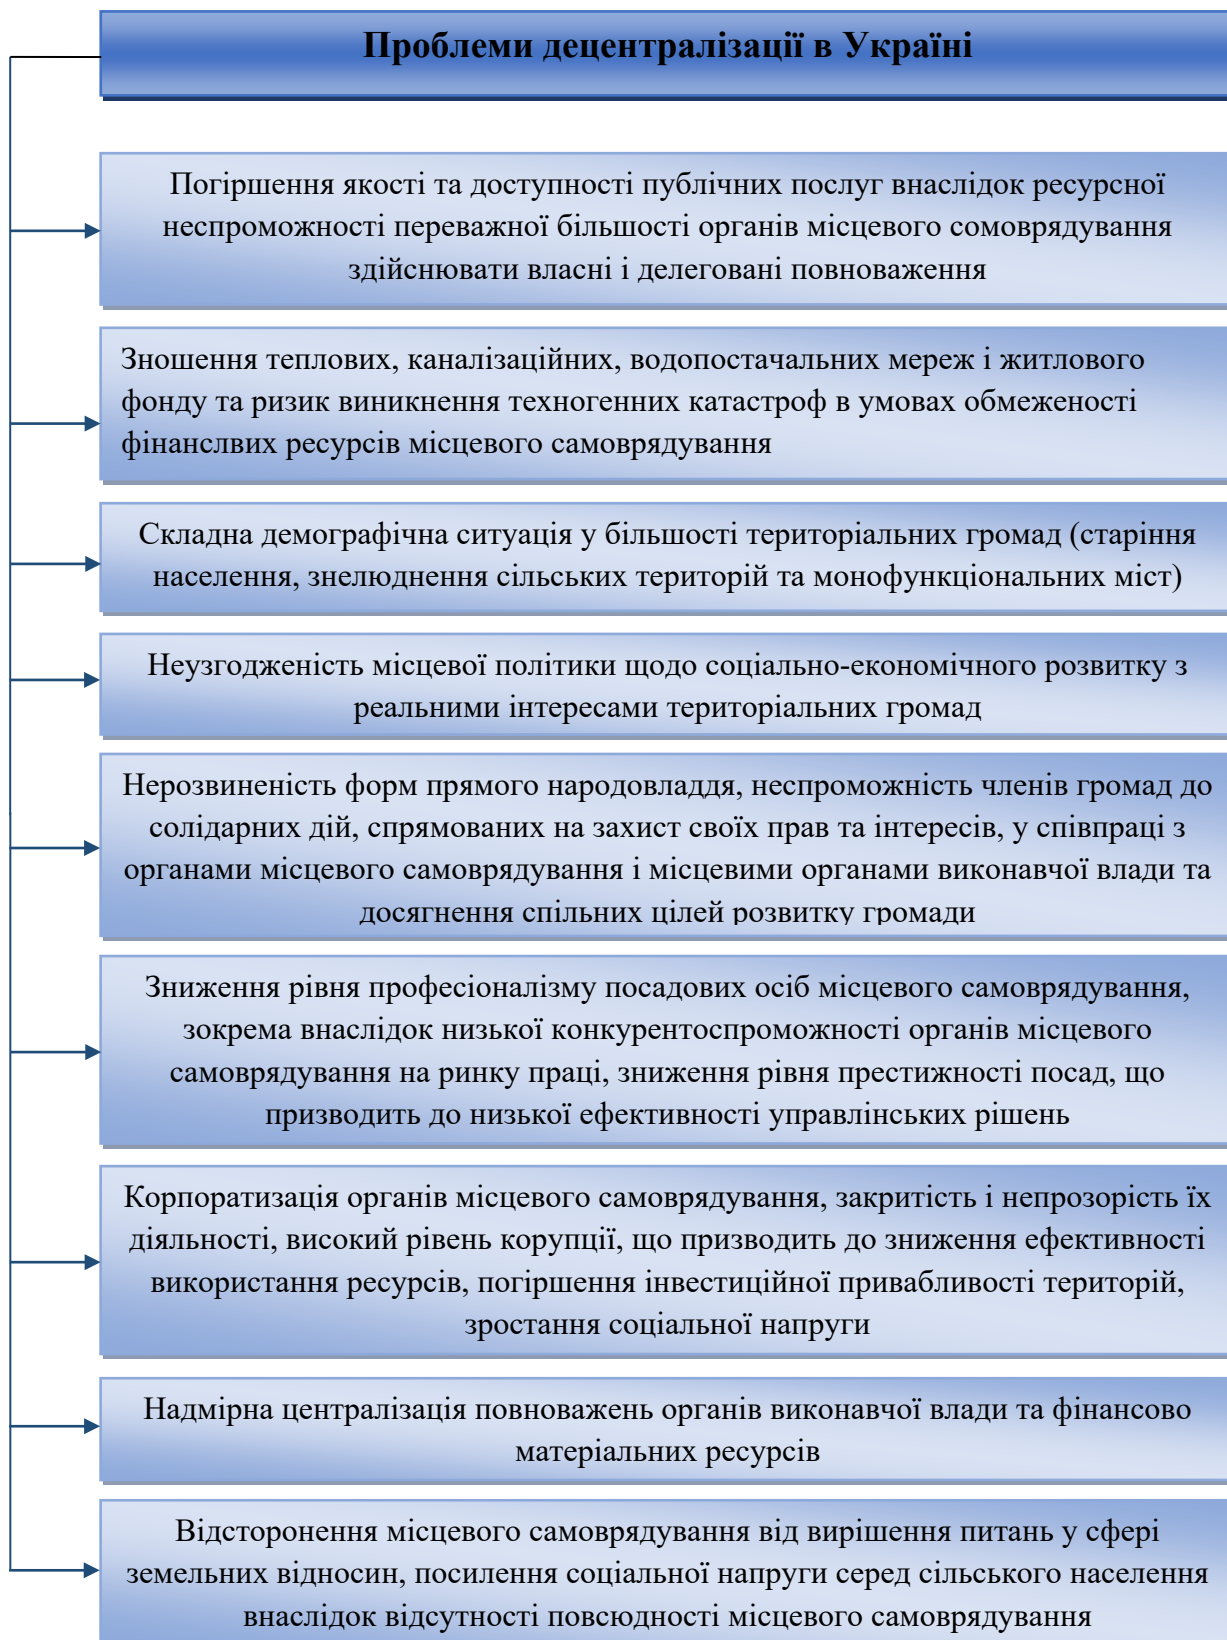 Проблеми децентралізації в Україні
Погіршення якості та доступності публічних послуг внаслідок ресурсної
неспроможності переважної більшості органів місцевого сомоврядування
здійснювати власні і делеговані повноваження
Зношення теплових, каналізаційних, водопостачальних мереж і житлового
фонду та ризик виникнення техногенних катастроф в умовах обмеженості
фінанслвих ресурсів місцевого самоврядування
Складна демографічна ситуація у більшості територіальних громад (старіння
населення, знелюднення сільських територій та монофункціональних міст)
Неузгодженість місцевої політики щодо соціально-економічного розвитку з
реальними інтересами територіальних громад
Нерозвиненість форм прямого народовладдя, неспроможність членів громад до
солідарних дій, спрямованих на захист своїх прав та інтересів, у співпраці з
органами місцевого самоврядування і місцевими органами виконавчої влади та
досягнення спільних цілей розвитку громади
Зниження рівня професіоналізму посадових осіб місцевого самоврядування,
зокрема внаслідок низької конкурентоспроможності органів місцевого
самоврядування на ринку праці, зниження рівня престижності посад, що
призводить до низької ефективності управлінських рішень
Корпоратизація органів місцевого самоврядування, закритість і непрозорість їх
діяльності, високий рівень корупції, що призводить до зниження ефективності
використання ресурсів, погіршення інвестиційної привабливості територій,
зростання соціальної напруги
Надмірна централізація повноважень органів виконавчої влади та фінансово
матеріальних ресурсів
Відсторонення місцевого самоврядування від вирішення питань у сфері
земельних відносин, посилення соціальної напруги серед сільського населення
внаслідок відсутності повсюдності місцевого самоврядування